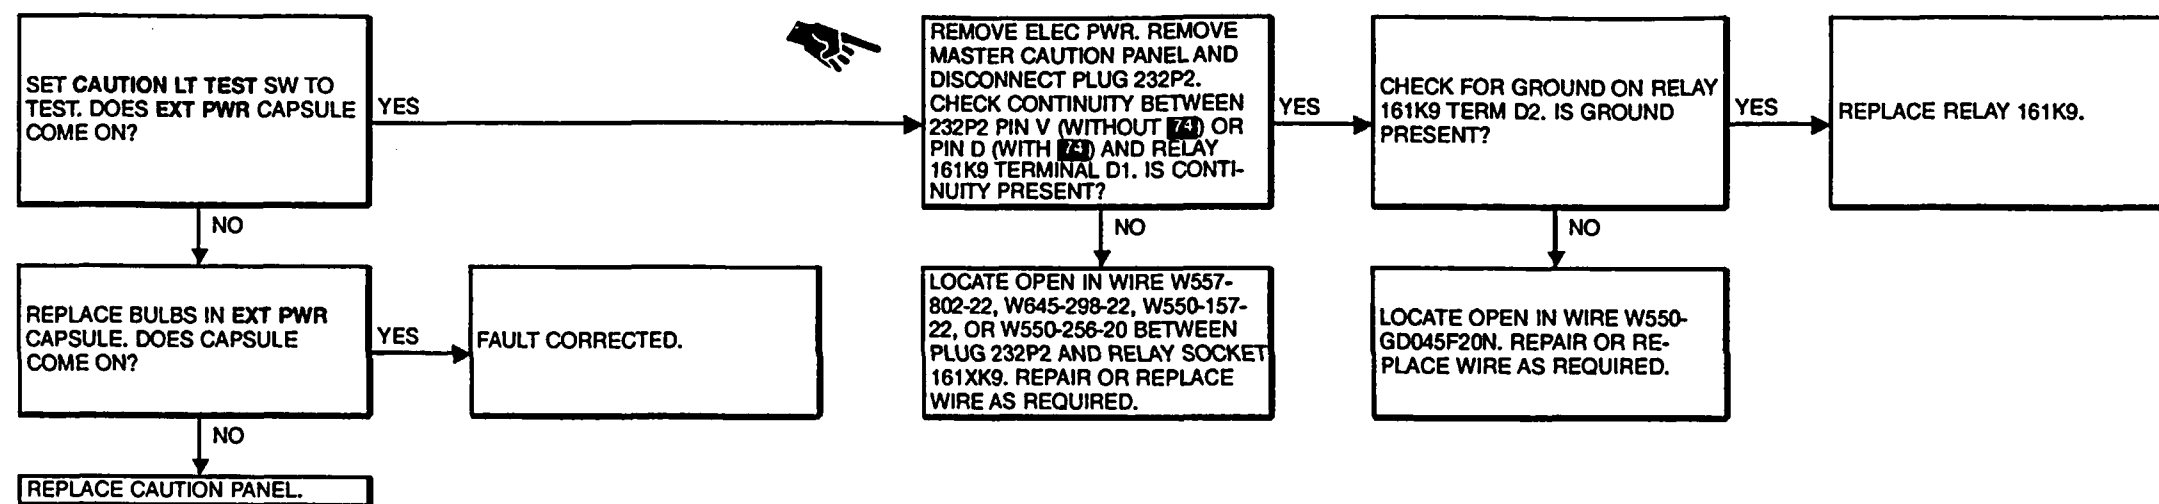 SET CAUTION LT TEST SW TO
TEST. DOES EXT PWR CAPSULE
COME ON?
YES
REMOVE ELEC PWR. REMOVE
MASTER CAUTION PANEL AND
DISCONNECT PLUG 232P2.
CHECK CONTINUITY BETWEEN
232P2 PIN V (WITHOUT 74) OR
PIN D (WITH 74) AND RELAY
161K9 TERMINAL D1. IS CONTI-
NUITY PRESENT?
YES
CHECK FOR GROUND ON RELAY
161K9 TERM D2. IS GROUND
PRESENT?
YES
REPLACE RELAY 161K9.
NO
NO
NO
REPLACE BULBS IN EXT PWR
CAPSULE. DOES CAPSULE
COME ON?
YES
FAULT CORRECTED.
LOCATE OPEN IN WIRE W557-
802-22, W645-298-22, W550-157-
22, OR W550-256-20 BETWEEN
PLUG 232P2 AND RELAY SOCKET
161XK9. REPAIR OR REPLACE
WIRE AS REQUIRED.
LOCATE OPEN IN WIRE W550-
GD045F20N. REPAIR OR RE-
PLACE WIRE AS REQUIRED.
NO
REPLACE CAUTION PANEL.